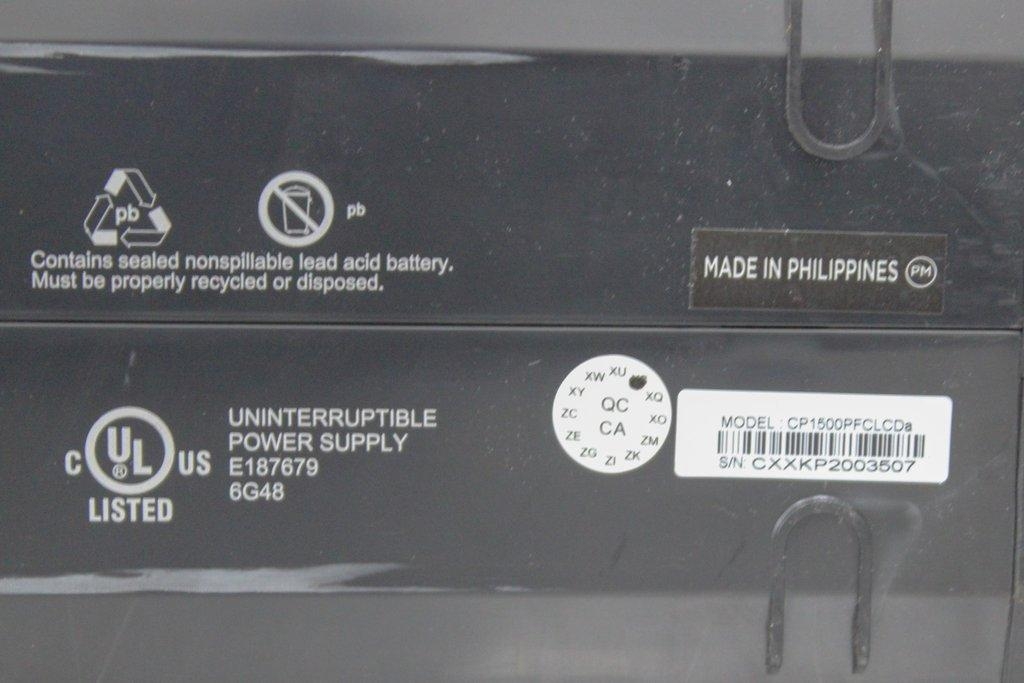 pb
pb
Contains sealed nonspillable lead acid battery.
Must be properly recycled or disposed.
MADE IN PHILIPPINES PM
C UL ® US
LISTED
UNINTERRUPTIBLE
POWER SUPPLY
E187679
6G48
XU
XW
XQ
XY
XO
ZC
QC
CA
ZE
ZM
ZG
ZI
ZK
MODEL : CP1500PFCLCDa
S/N: CXXKP2003507